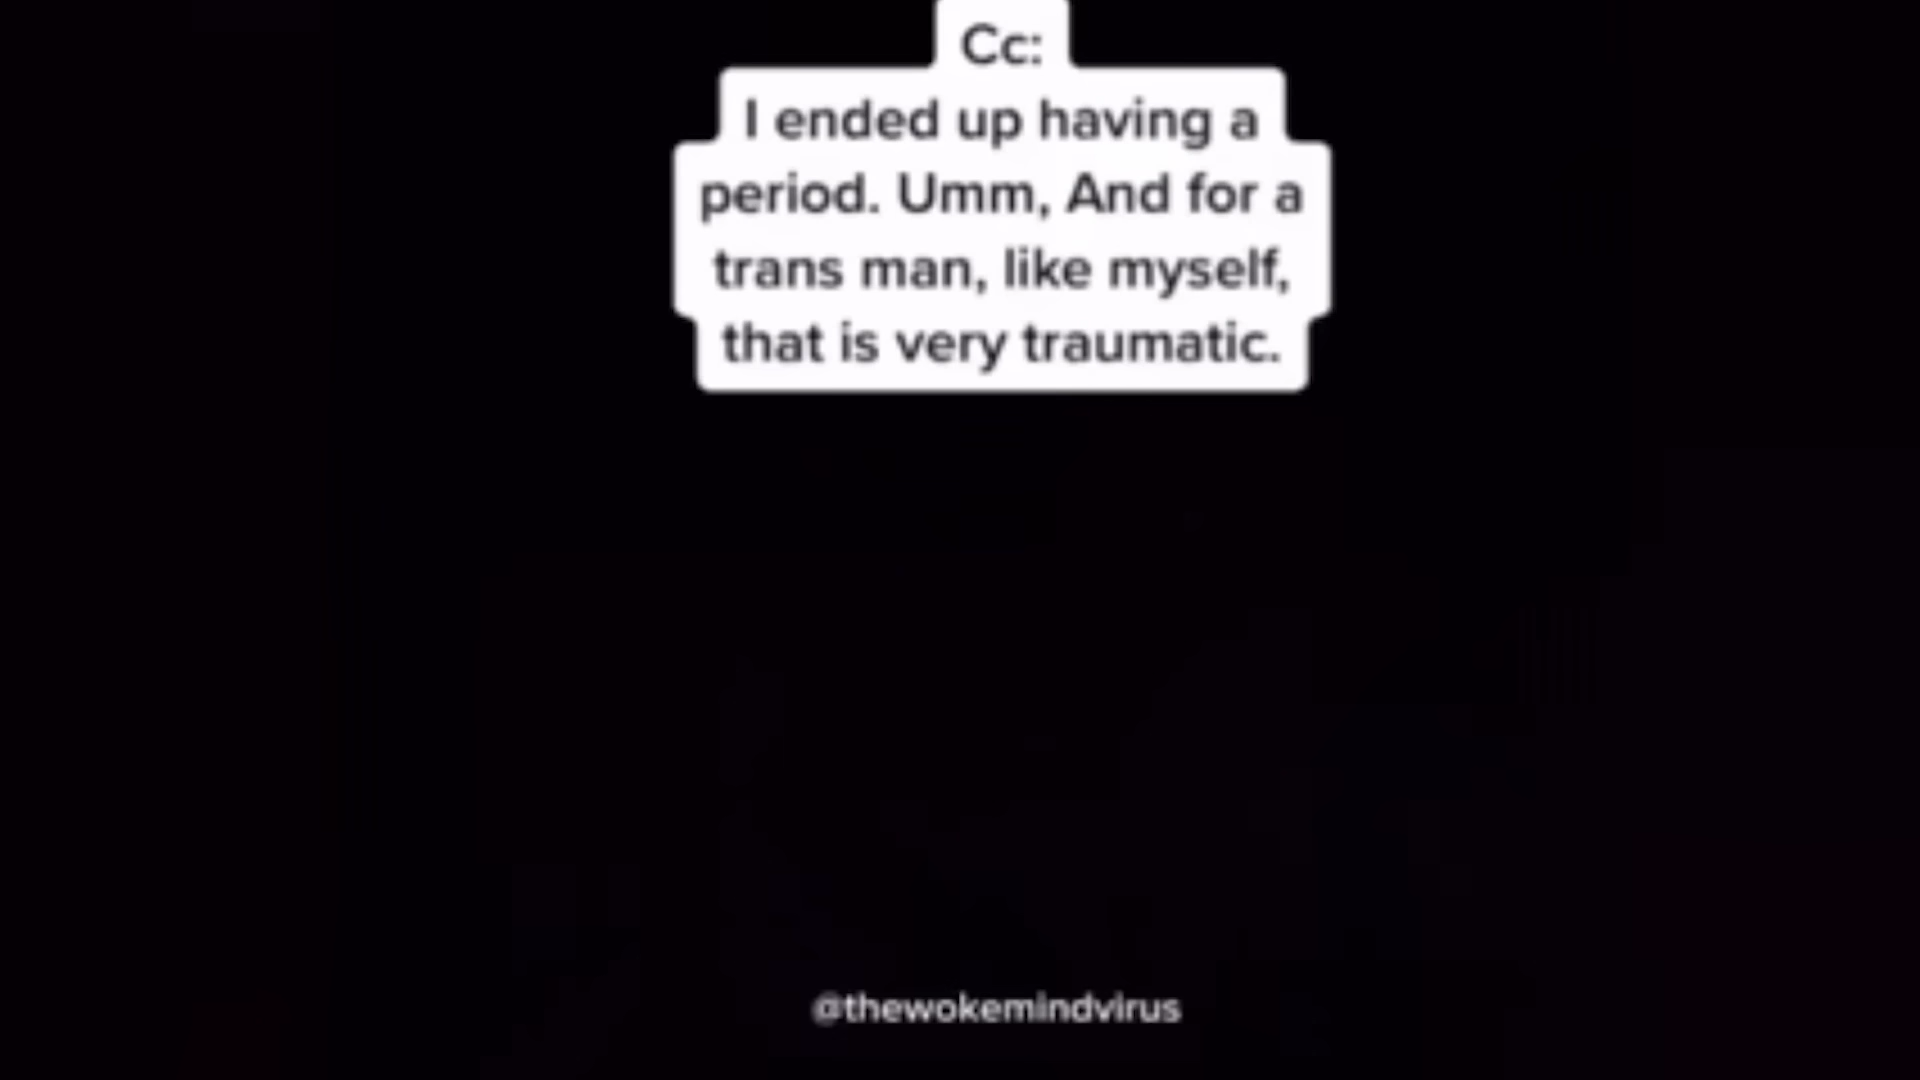 Cc:
I ended up having a
period. Umm, And for a
trans man, like myself,
that is very traumatic.
@thewokemindvirus